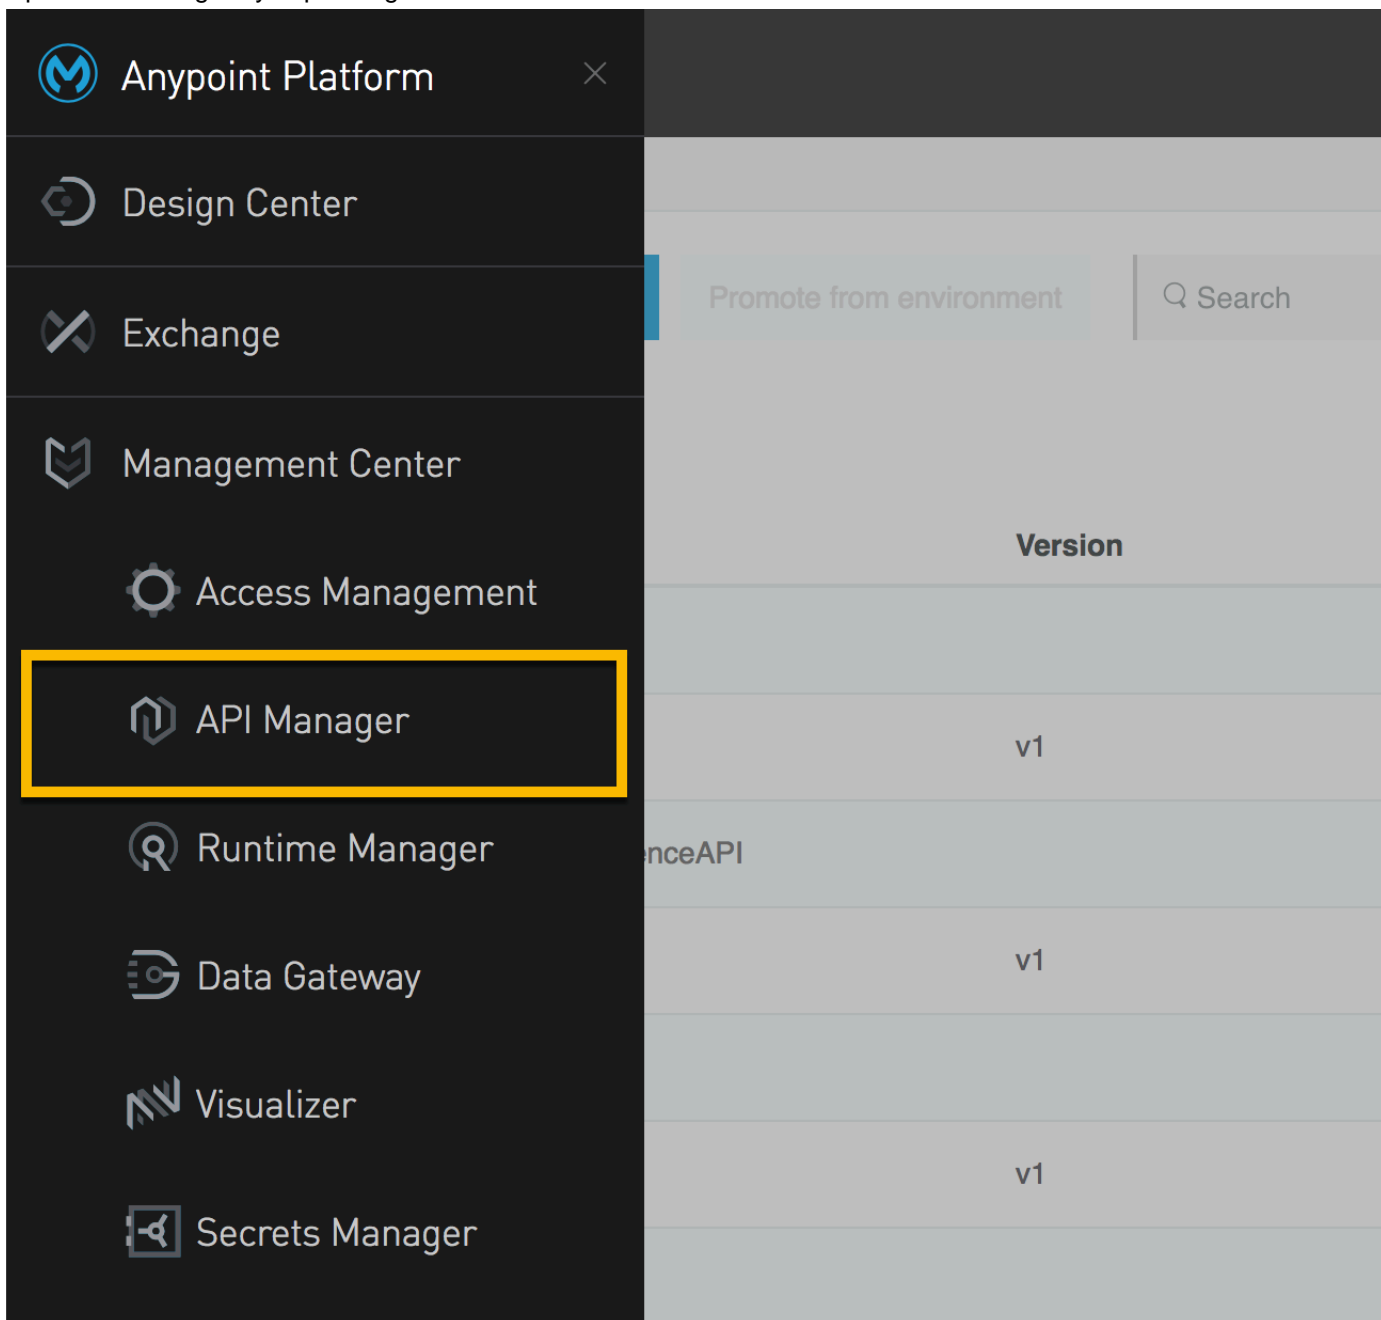 Anypoint Platform
Design Center
Promote from environment
Search
Exchange
Management Center
Version
Access Management
API Manager
v1
Runtime Manager
enceAPI
v1
Data Gateway
Visualizer
v1
Secrets Manager